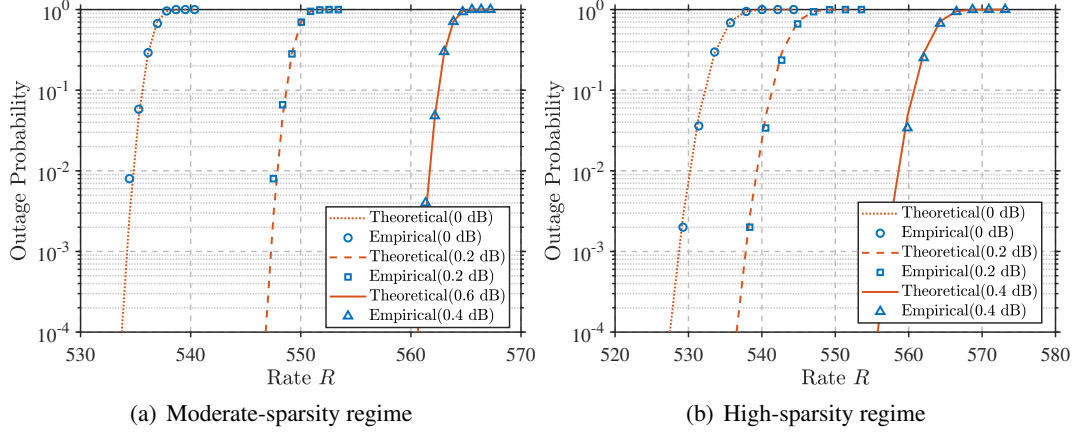 10^0
10^-1
10^-2
10^-3
10^-4
Outage Probability
Theoretical(0 dB)
Empirical(0 dB)
Theoretical(0.2 dB)
Empirical(0.2 dB)
Theoretical(0.6 dB)
Empirical(0.4 dB)
530 540 550 560 570
Rate R
(a) Moderate-sparsity regime
10^0
10^-1
10^-2
10^-3
10^-4
Outage Probability
Theoretical(0 dB)
Empirical(0 dB)
Theoretical(0.2 dB)
Empirical(0.2 dB)
Theoretical(0.4 dB)
Empirical(0.4 dB)
520 530 540 550 560 570 580
Rate R
(b) High-sparsity regime